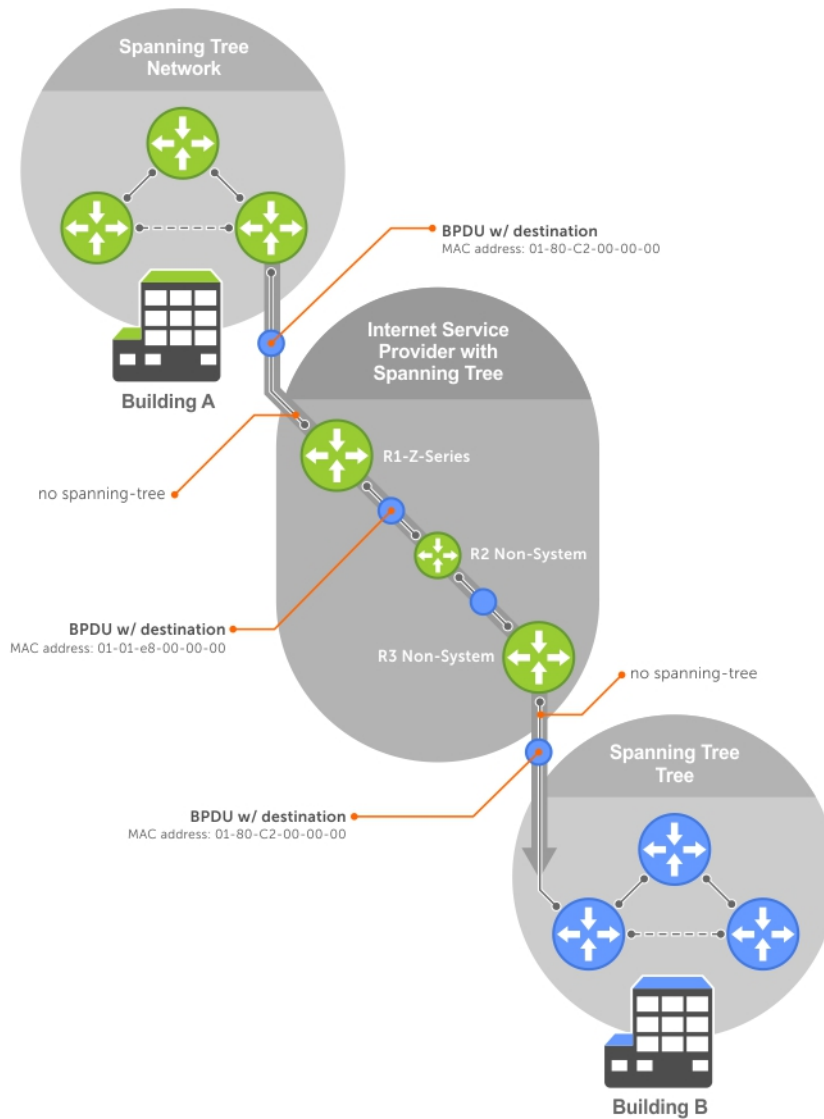 Spanning Tree
Network
BPDU w/ destination
MAC address: 01-80-C2-00-00-00
Building A
Internet Service
Provider with
Spanning Tree
R1-Z-Series
no spanning-tree
R2 Non-System
BPDU w/ destination
MAC address: 01-01-e8-00-00-00
R3 Non-System
no spanning-tree
Spanning Tree
Tree
BPDU w/ destination
MAC address: 01-80-C2-00-00-00
Building B